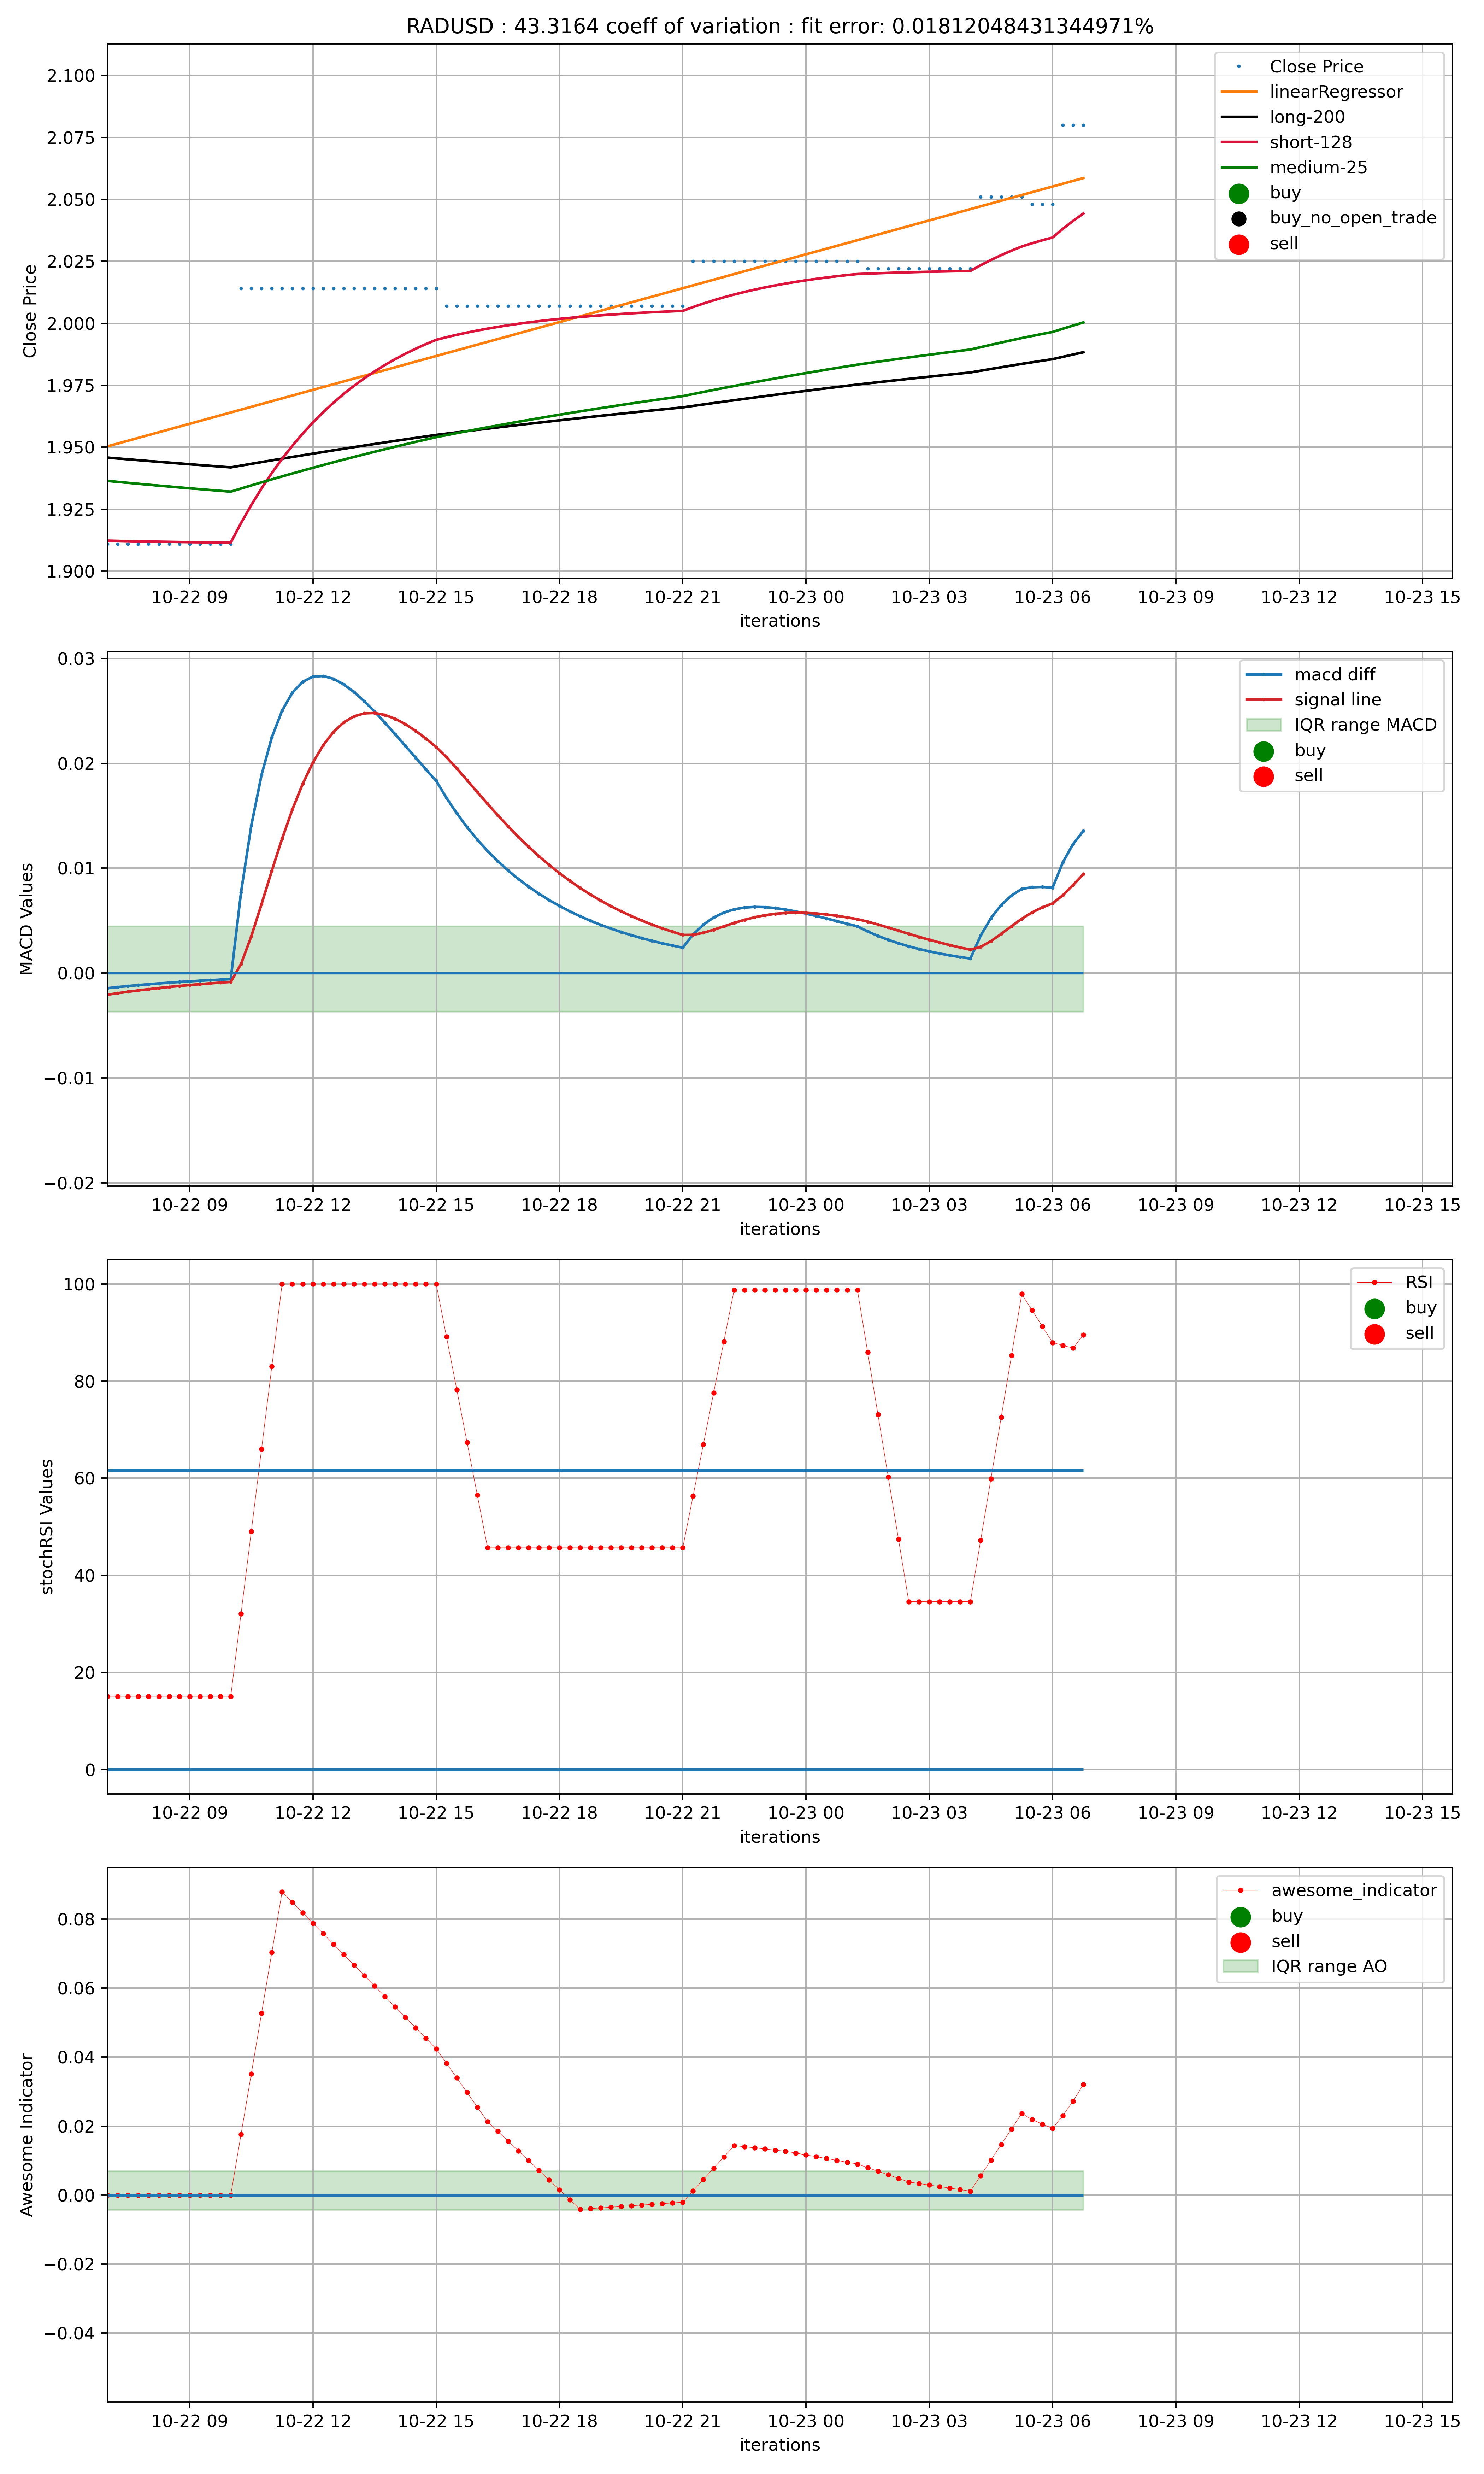 RADUSD : 43.3164 coeff of variation : fit error: 0.01812048431344971%
Close Price
2.100
2.075
2.050
2.025
2.000
1.975
1.950
1.925
1.900
Close Price
linearRegressor
long-200
short-128
medium-25
buy
buy_no_open_trade
sell
10-22 09 10-22 12 10-22 15 10-22 18 10-22 21 10-23 00 10-23 03 10-23 06 10-23 09 10-23 12 10-23 15
iterations
MACD Values
0.03
0.02
0.01
0.00
−0.01
−0.02
macd diff
signal line
IQR range MACD
buy
sell
10-22 09 10-22 12 10-22 15 10-22 18 10-22 21 10-23 00 10-23 03 10-23 06 10-23 09 10-23 12 10-23 15
iterations
stochRSI Values
100
80
60
40
20
0
RSI
buy
sell
10-22 09 10-22 12 10-22 15 10-22 18 10-22 21 10-23 00 10-23 03 10-23 06 10-23 09 10-23 12 10-23 15
iterations
Awesome Indicator
0.08
0.06
0.04
0.02
0.00
−0.02
−0.04
awesome_indicator
buy
sell
IQR range AO
10-22 09 10-22 12 10-22 15 10-22 18 10-22 21 10-23 00 10-23 03 10-23 06 10-23 09 10-23 12 10-23 15
iterations